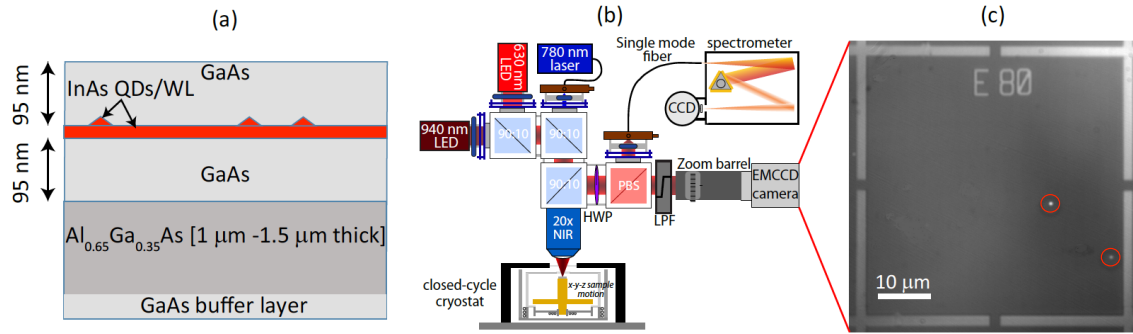 (a)
GaAs
InAs QDs/WL
95 nm
95 nm
GaAs
Al0.65Ga0.35As [1 μm -1.5 μm thick]
GaAs buffer layer
(b)
630 nm
LED
780 nm
laser
Single mode
fiber
spectrometer
CCD
940 nm
LED
90:10
90:10
90:10
PBS
HWP
LPF
Zoom barrel
EMCCD
camera
20x
NIR
closed-cycle
cryostat
x-y-z sample
motion
(c)
E 80
10 μm